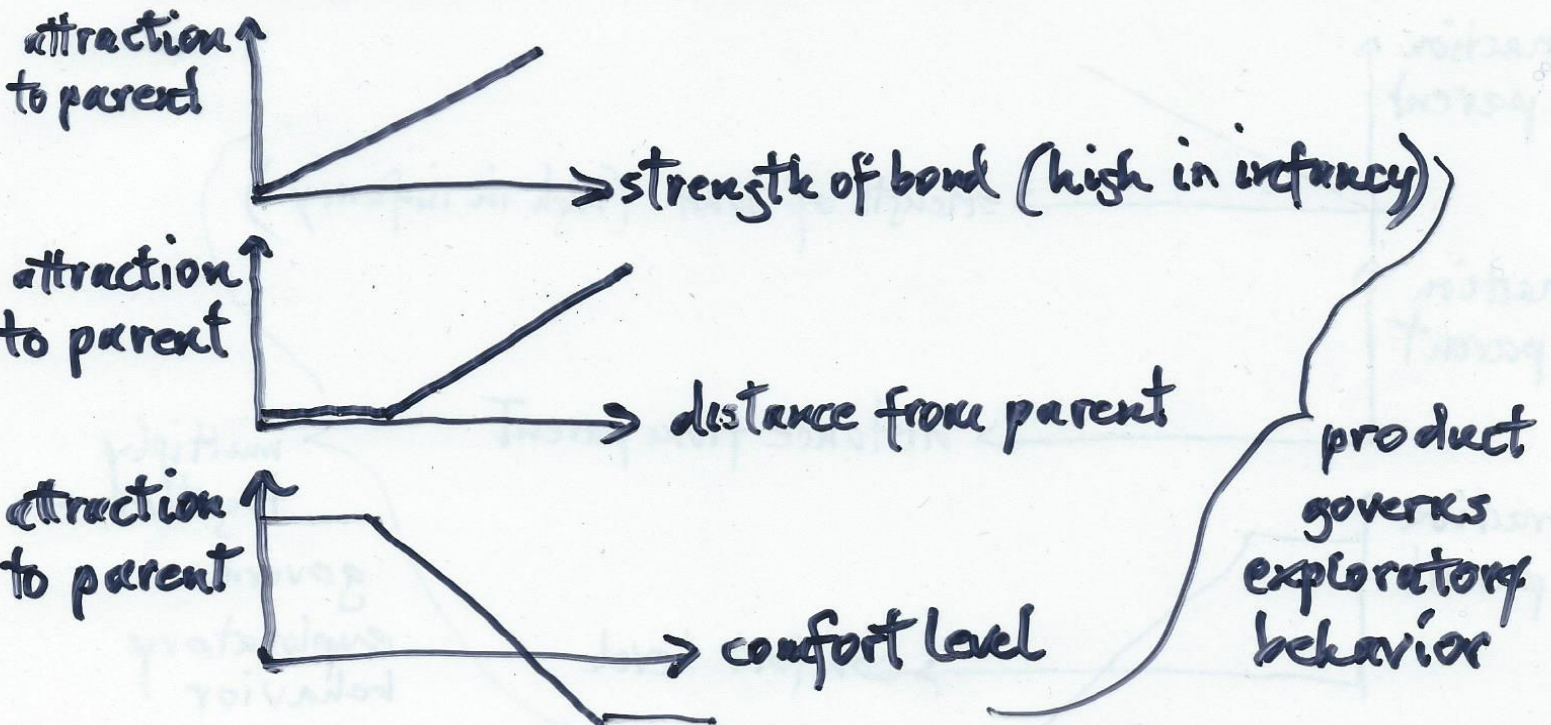 attraction
to parent
strength of bond (high in infancy)
attraction
to parent
distance from parent
attraction
to parent
comfort level
product
governs
exploratory
behavior